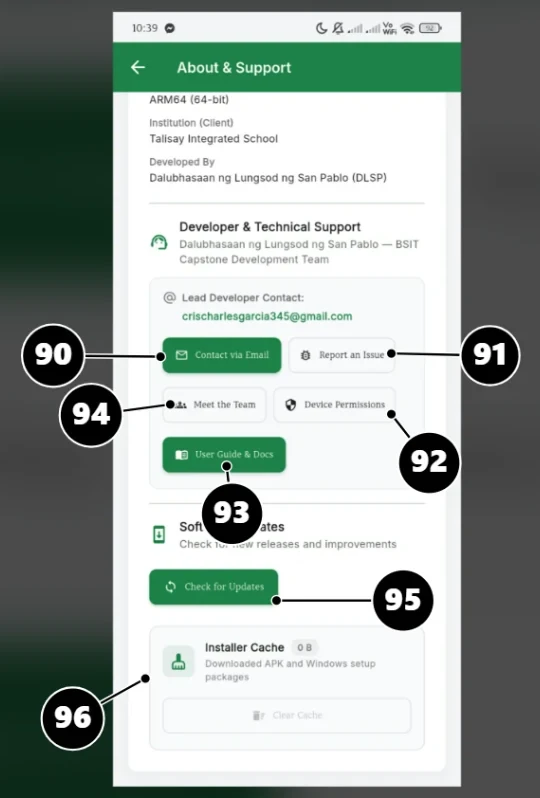 10:39
Vo
WiFi
52
About & Support
ARM64 (64-bit)
Institution (Client)
Talisay Integrated School
Developed By
Dalubhasaan ng Lungsod ng San Pablo (DLSP)
Developer & Technical Support
Dalubhasaan ng Lungsod ng San Pablo — BSIT
Capstone Development Team
Lead Developer Contact:
crischarlesgarcia345@gmail.com
90
Contact via Email
Report an Issue
91
94
Meet the Team
Device Permissions
92
User Guide & Docs
93
Check for new releases and improvements
Check for Updates
95
Installer Cache 0 B
Downloaded APK and Windows setup
packages
96
Clear Cache